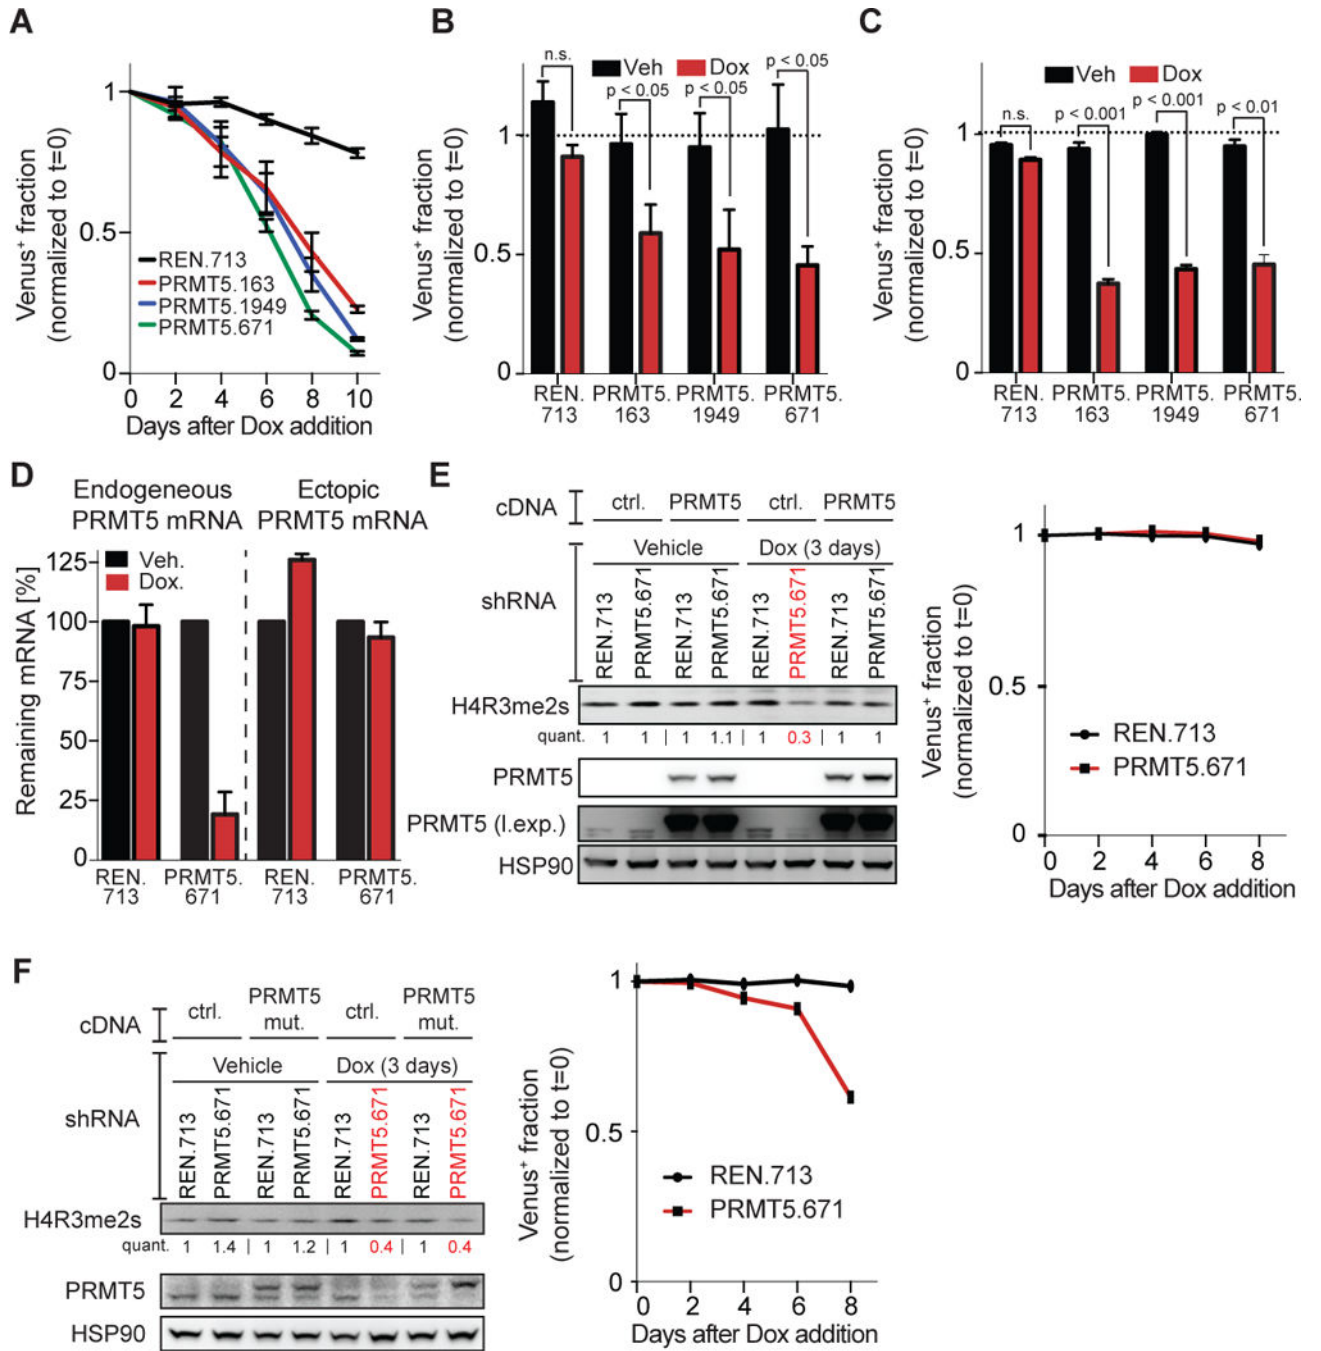 A
Venus⁺ fraction
(normalized to t=0)
1
0.5
0
REN.713
PRMT5.163
PRMT5.1949
PRMT5.671
0 2 4 6 8 10
Days after Dox addition
B
Venus⁺ fraction
(normalized to t=0)
Veh Dox
n.s.
p < 0.05
p < 0.05
p < 0.05
1
0.5
0
REN. PRMT5. PRMT5. PRMT5.
713 163 1949 671
C
Venus⁺ fraction
(normalized to t=0)
Veh Dox
n.s.
p < 0.001
p < 0.001
p < 0.01
1
0.5
0
REN. PRMT5. PRMT5. PRMT5.
713 163 1949 671
D
Endogeneous Ectopic
PRMT5 mRNA PRMT5 mRNA
Remaining mRNA [%]
Veh.
Dox.
125
100
75
50
25
0
REN. PRMT5. REN. PRMT5.
713 671 713 671
E
cDNA
ctrl. PRMT5 ctrl. PRMT5
Vehicle Dox (3 days)
shRNA
REN.713 PRMT5.671 REN.713 PRMT5.671 REN.713 PRMT5.671 REN.713 PRMT5.671
H4R3me2s
quant. 1 1 | 1 1.1 | 1 0.3 | 1 1
PRMT5
PRMT5 (l.exp.)
HSP90
Venus⁺ fraction
(normalized to t=0)
1
0.5
0
REN.713
PRMT5.671
0 2 4 6 8
Days after Dox addition
F
cDNA
ctrl. PRMT5 ctrl. PRMT5
mut. mut.
Vehicle Dox (3 days)
shRNA
REN.713 PRMT5.671 REN.713 PRMT5.671 REN.713 PRMT5.671 REN.713 PRMT5.671
H4R3me2s
quant. 1 1.4 | 1 1.2 | 1 0.4 | 1 0.4
PRMT5
HSP90
Venus⁺ fraction
(normalized to t=0)
1
0.5
0
REN.713
PRMT5.671
0 2 4 6 8
Days after Dox addition